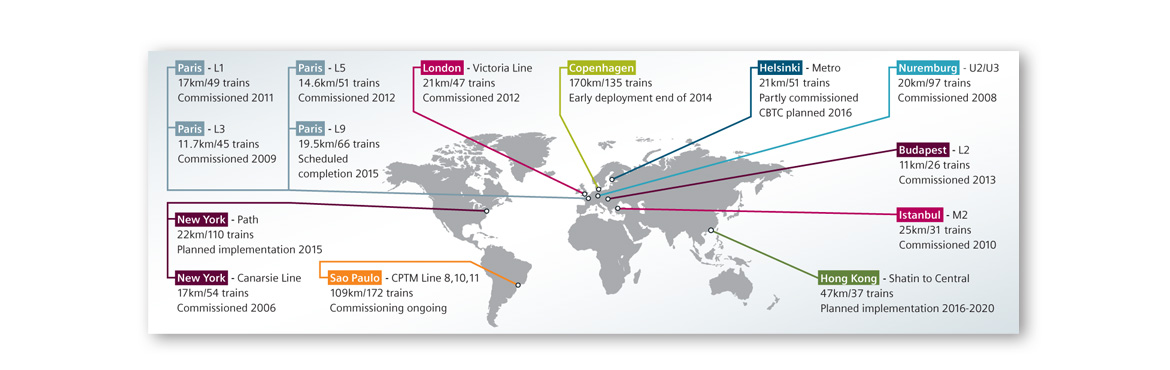 Paris - L1
17km/49 trains
Commissioned 2011
Paris - L3
11.7km/45 trains
Commissioned 2009
Paris - L5
14.6km/51 trains
Commissioned 2012
Paris - L9
19.5km/66 trains
Scheduled
completion 2015
London - Victoria Line
21km/47 trains
Commissioned 2012
Copenhagen
170km/135 trains
Early deployment end of 2014
Helsinki - Metro
21km/51 trains
Partly commissioned
CBTC planned 2016
Nuremburg - U2/U3
20km/97 trains
Commissioned 2008
Budapest - L2
11km/26 trains
Commissioned 2013
Istanbul - M2
25km/31 trains
Commissioned 2010
New York - Path
22km/110 trains
Planned implementation 2015
New York - Canarsie Line
17km/54 trains
Commissioned 2006
Sao Paulo - CPTM Line 8,10,11
109km/172 trains
Commissioning ongoing
Hong Kong - Shatin to Central
47km/37 trains
Planned implementation 2016-2020